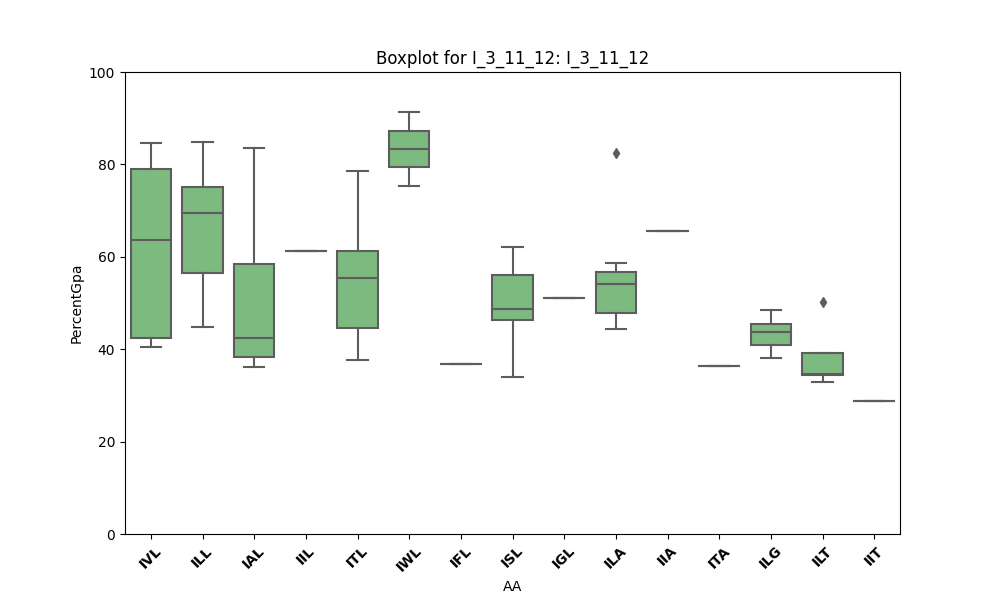 Boxplot for I_3_11_12: I_3_11_12
100
80
60
40
20
0
PercentGpa
IVL
ILL
IAL
IIL
ITL
IWL
IFL
ISL
IGL
ILA
IIA
ITA
ILG
ILT
IIT
AA